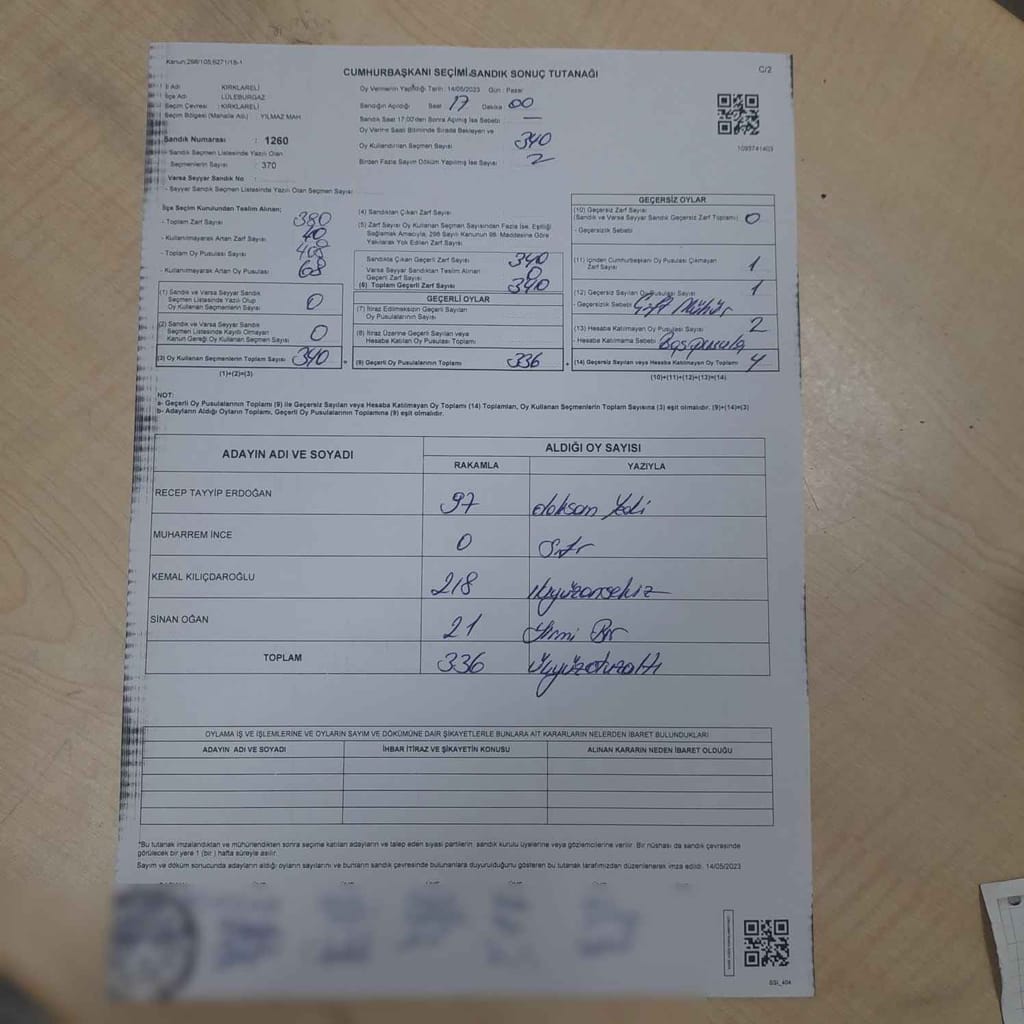 Kanun:298/105,6271/18-1
C/2
CUMHURBAŞKANI SEÇİMİ SANDIK SONUÇ TUTANAĞI
İl Adı : KIRKLARELİ
İlçe Adı : LÜLEBURGAZ
Seçim Çevresi : KIRKLARELİ
Seçim Bölgesi (Mahalle Adı) : YILMAZ MAH
Sandık Numarası : 1260
Sandık Seçmen Listesinde Yazılı Olan
Seçmenlerin Sayısı : 370
Varsa Seyyar Sandık No :
- Seyyar Sandık Listesinde Yazılı Olan Seçmen Sayısı
Oy Vermenin Yapıldığı Tarih : 14/05/2023 Gün : Pazar
Sandığın Açıldığı Saat 17 Dakika 00
Sandık Saat 17:00'den Sonra Açılmış İse Sebebi —
Oy Verme Saati Bitiminde Sırada Bekleyen ve
Oy Kullandırılan Seçmen Sayısı 340
Birden Fazla Sayım Döküm Yapılmış İse Sayısı 2
1093741403
İlçe Seçim Kurulundan Teslim Alınan;
- Toplam Zarf Sayısı 380
- Kullanılmayarak Artan Zarf Sayısı 40
- Toplam Oy Pusulası Sayısı 408
- Kullanılmayarak Artan Oy Pusulası 68
(1) Sandık ve Varsa Seyyar Sandık
Seçmen Listesinde Yazılı Olup
Oy Kullanan Seçmenlerin Sayısı 0
(2) Sandık ve Varsa Seyyar Sandık
Seçmen Listesinde Kayıtlı Olmayan
Kanun Gereği Oy Kullanan Seçmen Sayısı 0
(3) Oy Kullanan Seçmenlerin Toplam Sayısı 340
(1)+(2)=(3)
(4) Sandıktan Çıkan Zarf Sayısı
(5) Zarf Sayısı Oy Kullanan Seçmen Sayısından Fazla İse, Eşitliği
Sağlamak Amacıyla, 298 Sayılı Kanunun 98. Maddesine Göre
Yakılarak Yok Edilen Zarf Sayısı
Sandıkta Çıkan Geçerli Zarf Sayısı 340
Varsa Seyyar Sandıktan Teslim Alınan
Geçerli Zarf Sayısı 0
(6) Toplam Geçerli Zarf Sayısı 340
GEÇERLİ OYLAR
(7) İtiraz Edilmeksizin Geçerli Sayılan
Oy Pusulasının Sayısı
(8) İtiraz Üzerine Geçerli Sayılan veya
Hesaba Katılan Oy Pusulası Toplamı
= (9) Geçerli Oy Pusulalarının Toplamı 336
GEÇERSİZ OYLAR
(10) Geçersiz Zarf Sayısı
(Sandık ve Varsa Seyyar Sandık Geçersiz Zarf Toplamı) 0
- Geçersizlik Sebebi
(11) İçinden Cumhurbaşkanı Oy Pusulası Çıkmayan
Zarf Sayısı 1
(12) Geçersiz Sayılan Oy Pusulası Sayısı 1
- Geçersizlik Sebebi Çift Mühür
(13) Hesaba Katılmayan Oy Pusulası Sayısı 2
- Hesaba Katılmama Sebebi Boş pusula
+ (14) Geçersiz Sayılan veya Hesaba Katılmayan Oy Toplamı 4
(10)+(11)+(12)+(13)=(14)
NOT:
a- Geçerli Oy Pusulalarının Toplamı (9) ile Geçersiz Sayılan veya Hesaba Katılmayan Oy Toplamı (14) Toplamları, Oy Kullanan Seçmenlerin Toplam Sayısına (3) eşit olmalıdır. (9)+(14)=(3)
b- Adayların Aldığı Oyların Toplamı, Geçerli Oy Pusulalarının Toplamına (9) eşit olmalıdır.
ADAYIN ADI VE SOYADI
ALDIĞI OY SAYISI
RAKAMLA YAZIYLA
RECEP TAYYİP ERDOĞAN 97 doksan Yedi
MUHARREM İNCE 0 Sıfır
KEMAL KILIÇDAROĞLU 218 İkiyüzonsekiz
SİNAN OĞAN 21 Yirmi Bir
TOPLAM 336 Üçyüzotuzaltı
OYLAMA İŞ VE İŞLEMLERİNE VE OYLARIN SAYIM VE DÖKÜMÜNE DAİR ŞİKAYETLERLE BUNLARA AİT KARARLARIN NELERDEN İBARET BULUNDUKLARI
ADAYIN ADI VE SOYADI İHBAR İTİRAZ VE ŞİKAYETİN KONUSU ALINAN KARARIN NEDEN İBARET OLDUĞU
*Bu tutanak imzalandıktan ve mühürlendikten sonra seçime katılan adayların ve talep eden siyasi partilerin sandık kurulu üyelerine veya gözlemcilerine verilir. Bir nüshası da sandık çevresinde
görülecek bir yere 1 (bir) hafta süreyle asılır.
Sayım ve döküm sonucunda adayların aldığı oyların sayılarını ve bunların sandık çevresinde bulunanlara duyurulduğunu gösteren bu tutanak tarafımızdan düzenlenerek imza edildi. 14/05/2023
SSI_404